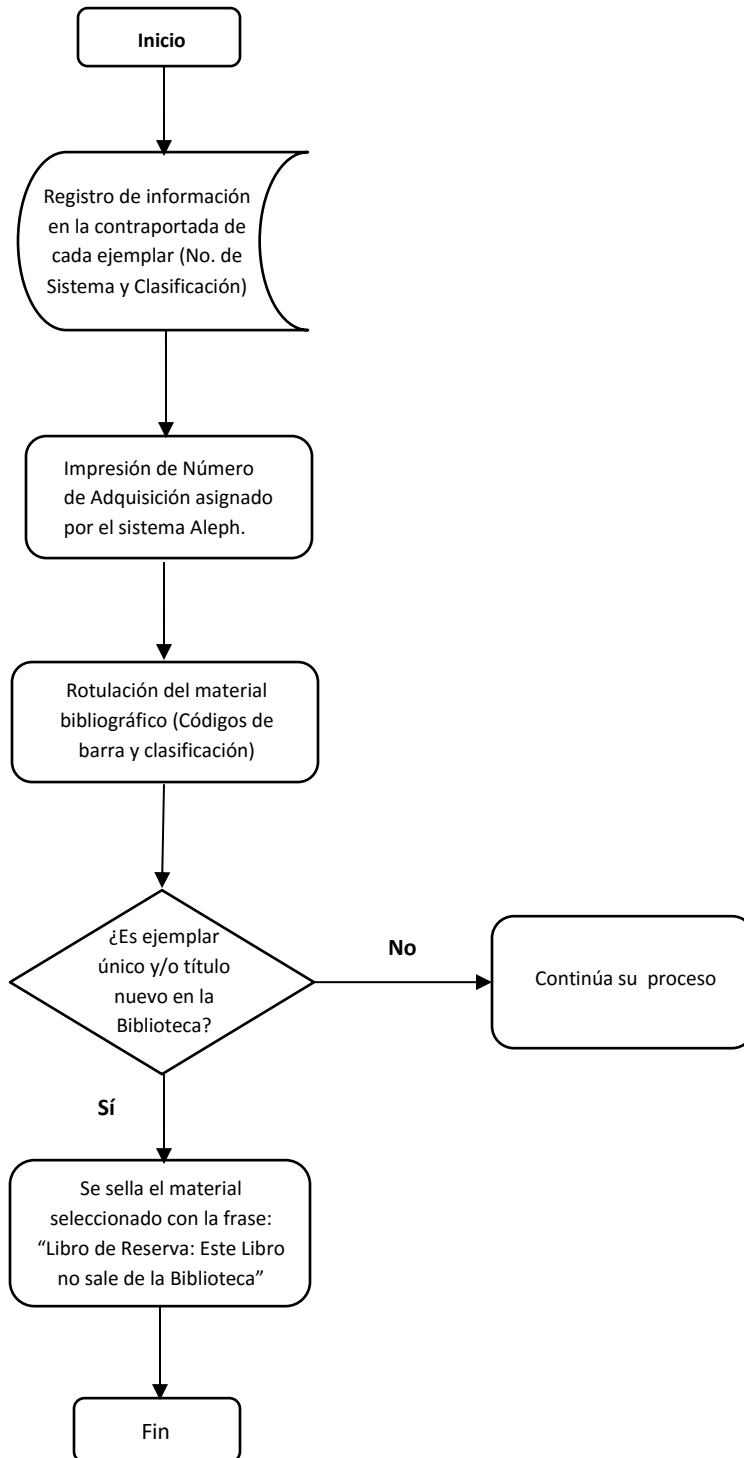 Inicio
Registro de información
en la contraportada de
cada ejemplar (No. de
Sistema y Clasificación)
Impresión de Número
de Adquisición asignado
por el sistema Aleph.
Rotulación del material
bibliográfico (Códigos de
barra y clasificación)
¿Es ejemplar
único y/o título
nuevo en la
Biblioteca?
No
Continúa su proceso
Sí
Se sella el material
seleccionado con la frase:
“Libro de Reserva: Este Libro
no sale de la Biblioteca”
Fin